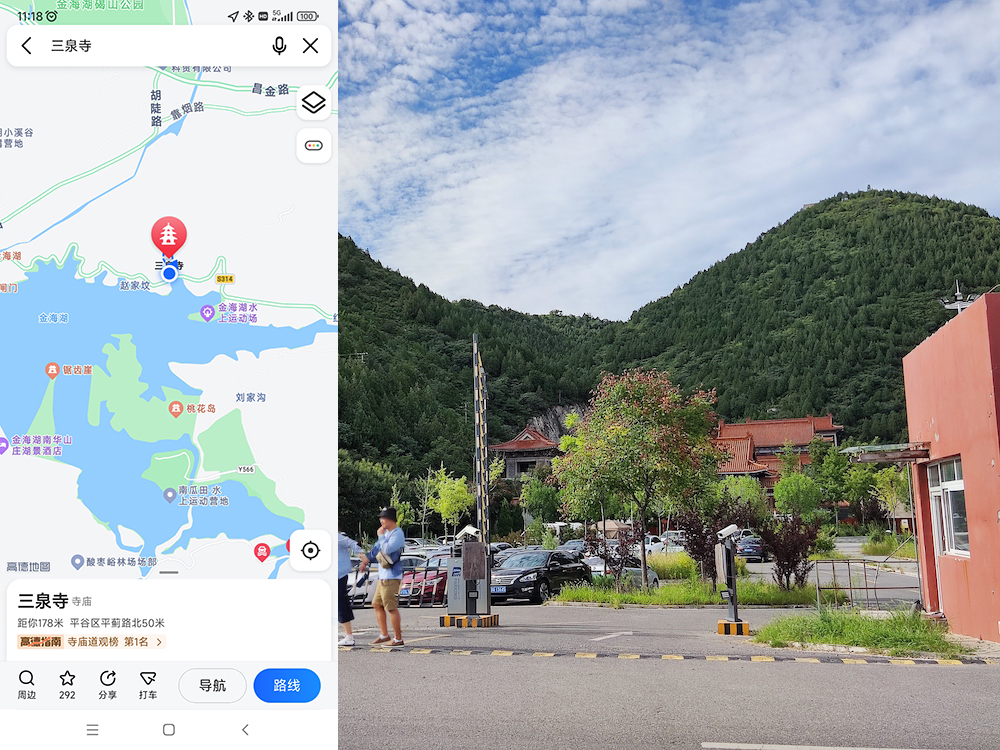 11:18
HD
5G
100
金海湖碣山公园
三泉寺
科贸有限公司
昌金路
胡陡路
靠烟路
小溪谷
营地
海湖
闸门
三泉寺
赵家坟
S314
金海湖水
上运动场
金海湖
锯齿崖
刘家沟
桃花岛
金海湖南华山
庄湖景酒店
Y566
南瓜田 水
上运动营地
高德地图
酸枣峪林场场部
三泉寺 寺庙
距你178米 平谷区平蓟路北50米
高德指南 寺庙道观榜 第1名
周边
292
分享
打车
导航
路线